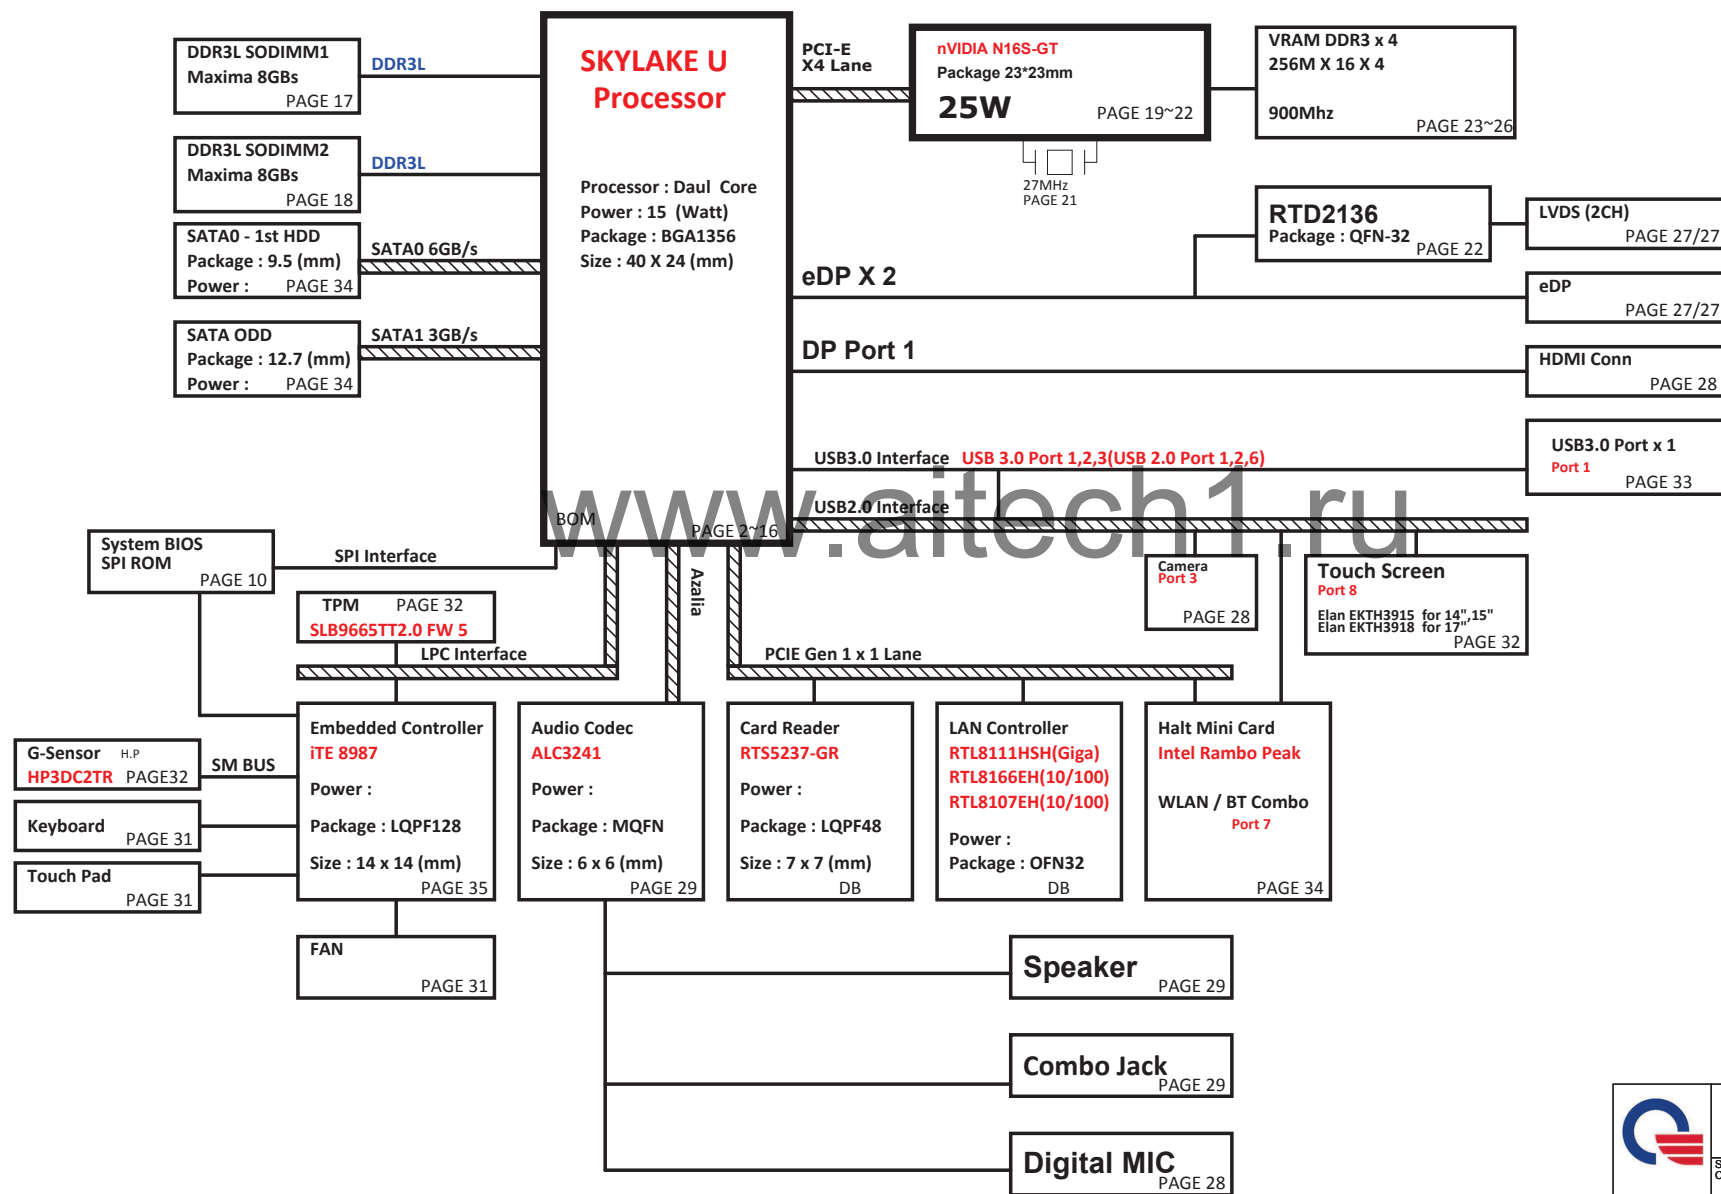 DDR3L SODIMM1
Maxima 8GBs
PAGE 17
DDR3L
DDR3L SODIMM2
Maxima 8GBs
PAGE 18
DDR3L
SATA0 - 1st HDD
Package : 9.5 (mm)
Power : PAGE 34
SATA0 6GB/s
SATA ODD
Package : 12.7 (mm)
Power : PAGE 34
SATA1 3GB/s
SKYLAKE U
Processor
Processor : Daul Core
Power : 15 (Watt)
Package : BGA1356
Size : 40 X 24 (mm)
BOM
PAGE 2~16
PCI-E
X4 Lane
nVIDIA N16S-GT
Package 23*23mm
25W PAGE 19~22
27MHz
PAGE 21
VRAM DDR3 x 4
256M X 16 X 4
900Mhz
PAGE 23~26
RTD2136
Package : QFN-32
PAGE 22
LVDS (2CH)
PAGE 27/27
eDP X 2
eDP
PAGE 27/27
DP Port 1
HDMI Conn
PAGE 28
USB3.0 Interface USB 3.0 Port 1,2,3(USB 2.0 Port 1,2,6)
USB3.0 Port x 1
Port 1
PAGE 33
USB2.0 Interface
www.aitech1.ru
Camera
Port 3
PAGE 28
Touch Screen
Port 8
Elan EKTH3915 for 14",15"
Elan EKTH3918 for 17"
PAGE 32
System BIOS
SPI ROM
PAGE 10
SPI Interface
TPM PAGE 32
SLB9665TT2.0 FW 5
LPC Interface
Azalia
PCIE Gen 1 x 1 Lane
G-Sensor H.P
HP3DC2TR PAGE32
SM BUS
Keyboard
PAGE 31
Touch Pad
PAGE 31
Embedded Controller
iTE 8987
Power :
Package : LQPF128
Size : 14 x 14 (mm)
PAGE 35
FAN
PAGE 31
Audio Codec
ALC3241
Power :
Package : MQFN
Size : 6 x 6 (mm)
PAGE 29
Card Reader
RTS5237-GR
Power :
Package : LQPF48
Size : 7 x 7 (mm)
DB
LAN Controller
RTL8111HSH(Giga)
RTL8166EH(10/100)
RTL8107EH(10/100)
Power :
Package : OFN32
DB
Halt Mini Card
Intel Rambo Peak
WLAN / BT Combo
Port 7
PAGE 34
Speaker
PAGE 29
Combo Jack
PAGE 29
Digital MIC
PAGE 28